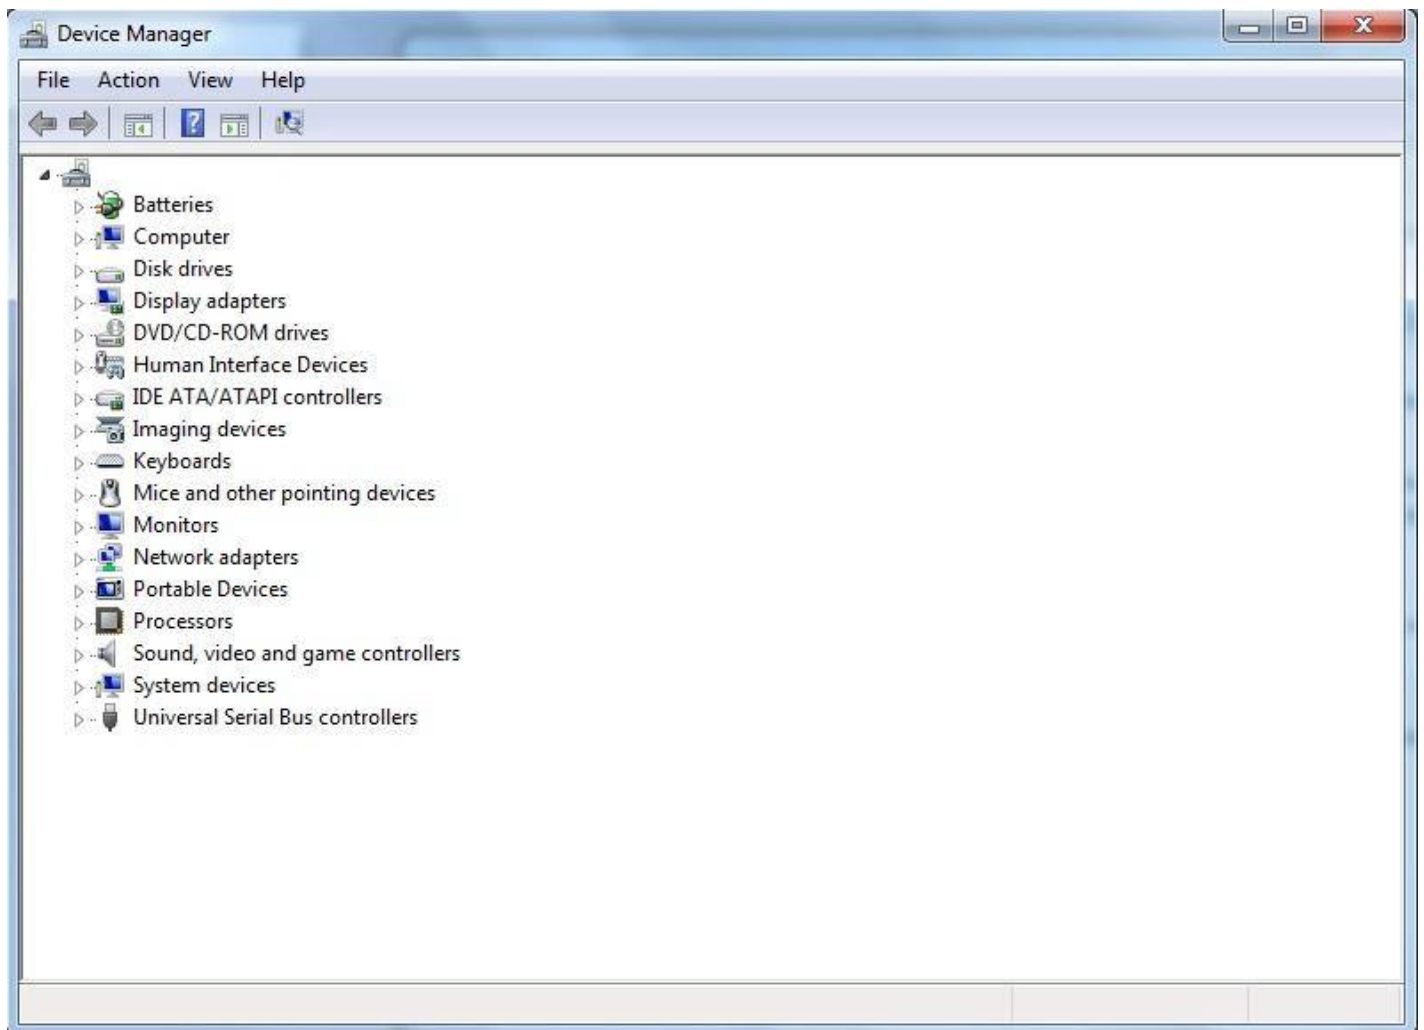 Device Manager
File Action View Help
Batteries
Computer
Disk drives
Display adapters
DVD/CD-ROM drives
Human Interface Devices
IDE ATA/ATAPI controllers
Imaging devices
Keyboards
Mice and other pointing devices
Monitors
Network adapters
Portable Devices
Processors
Sound, video and game controllers
System devices
Universal Serial Bus controllers